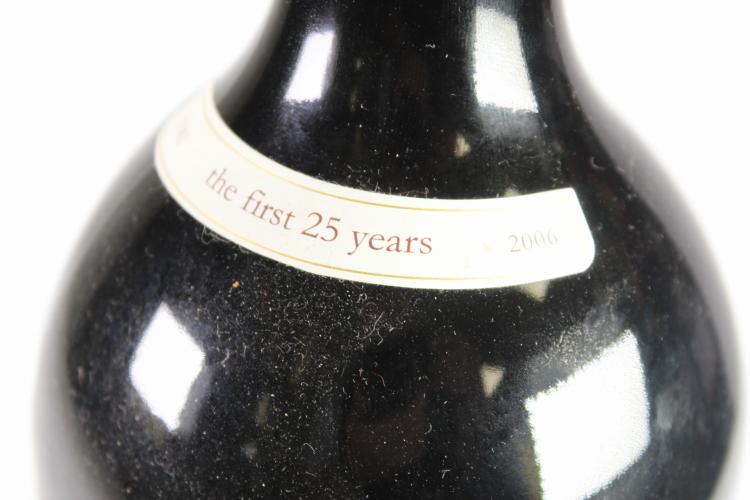 the first 25 years 2006